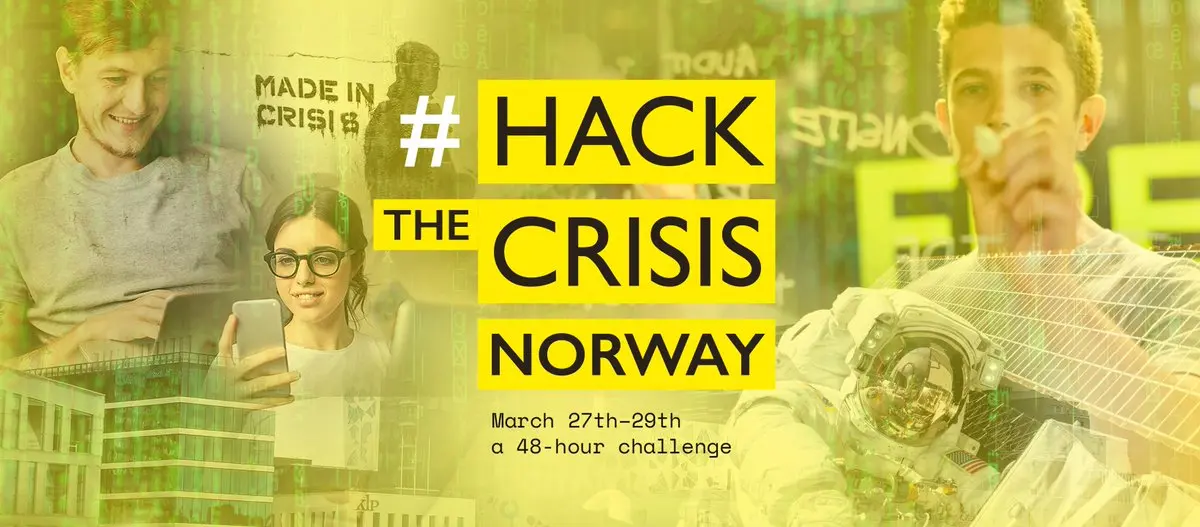 MADE IN
CRISIS
# HACK
THE CRISIS
NORWAY
March 27th–29th
a 48-hour challenge